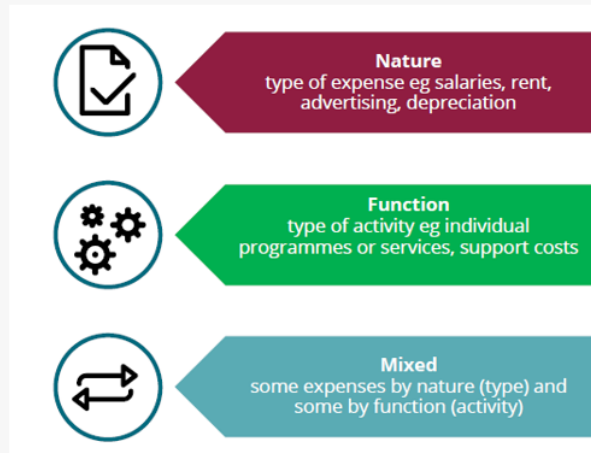 Nature
type of expense eg salaries, rent,
advertising, depreciation
Function
type of activity eg individual
programmes or services, support costs
Mixed
some expenses by nature (type) and
some by function (activity)